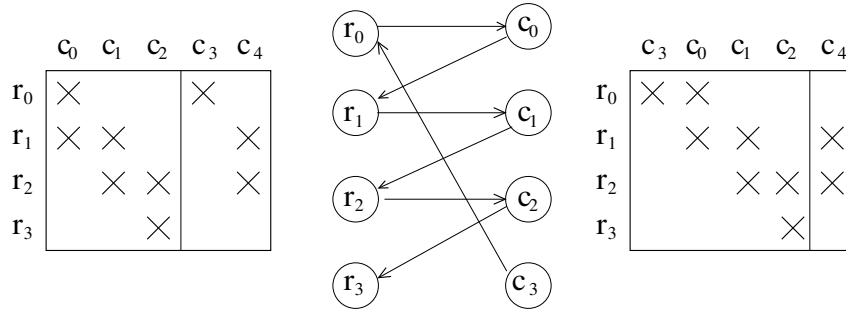 c₀ c₁ c₂ c₃ c₄
r₀
r₁
r₂
r₃
r₀ c₀
r₁ c₁
r₂ c₂
r₃ c₃
c₃ c₀ c₁ c₂ c₄
r₀
r₁
r₂
r₃